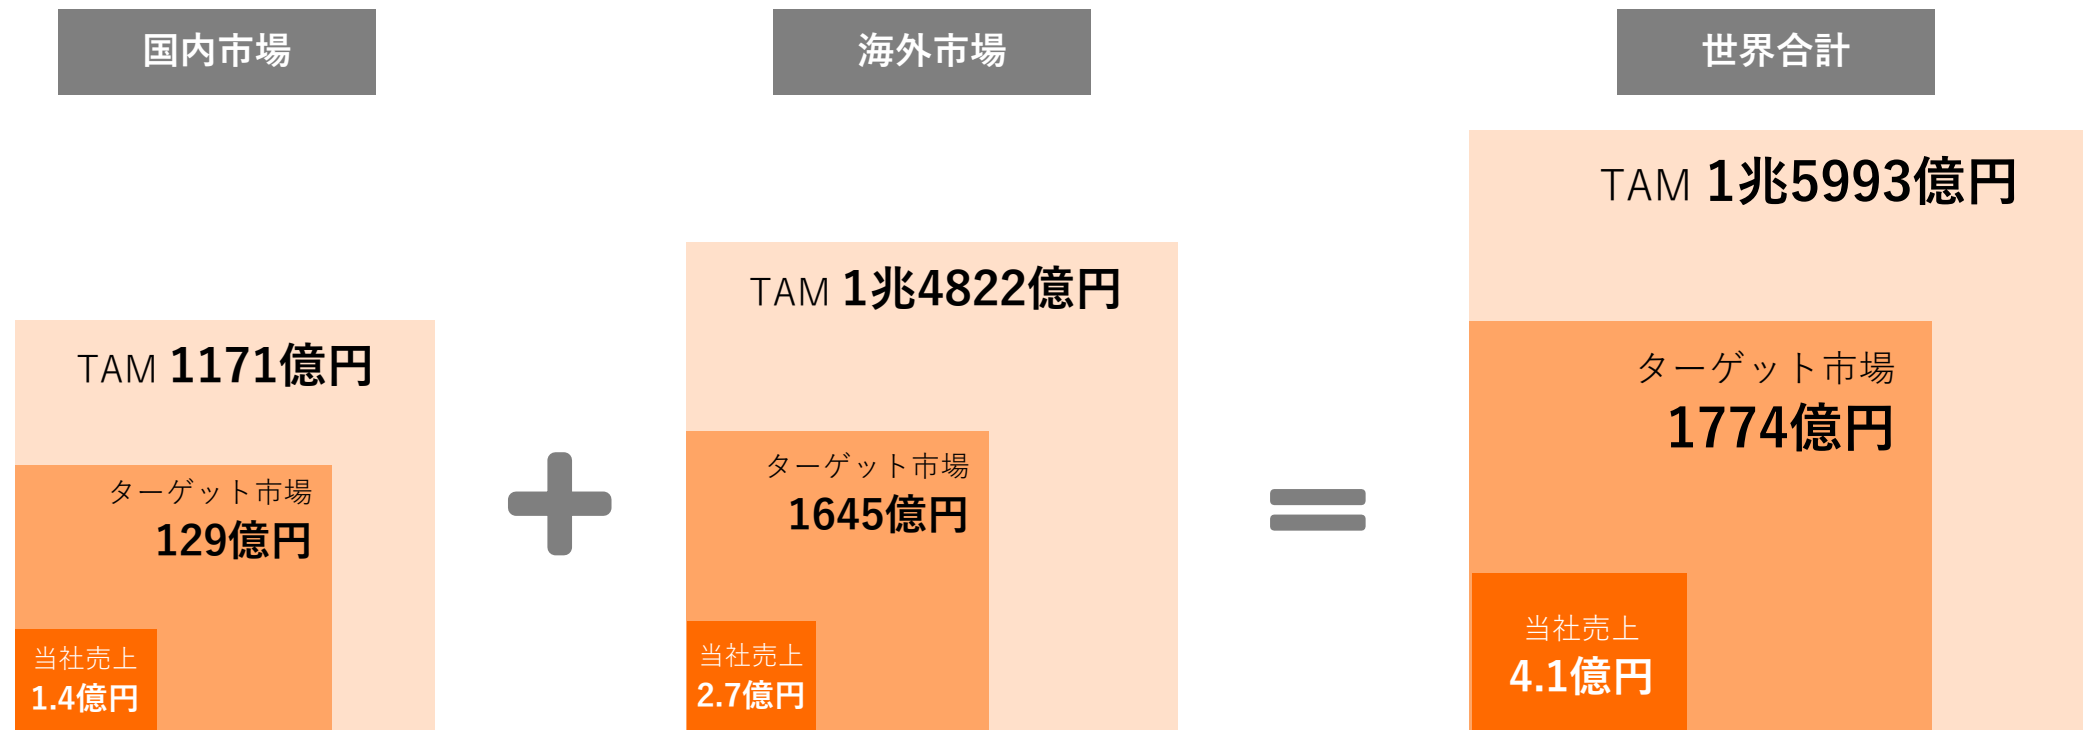 国内市場
TAM 1171億円
ターゲット市場
129億円
当社売上
1.4億円
海外市場
TAM 1兆4822億円
ターゲット市場
1645億円
当社売上
2.7億円
世界合計
TAM 1兆5993億円
ターゲット市場
1774億円
当社売上
4.1億円